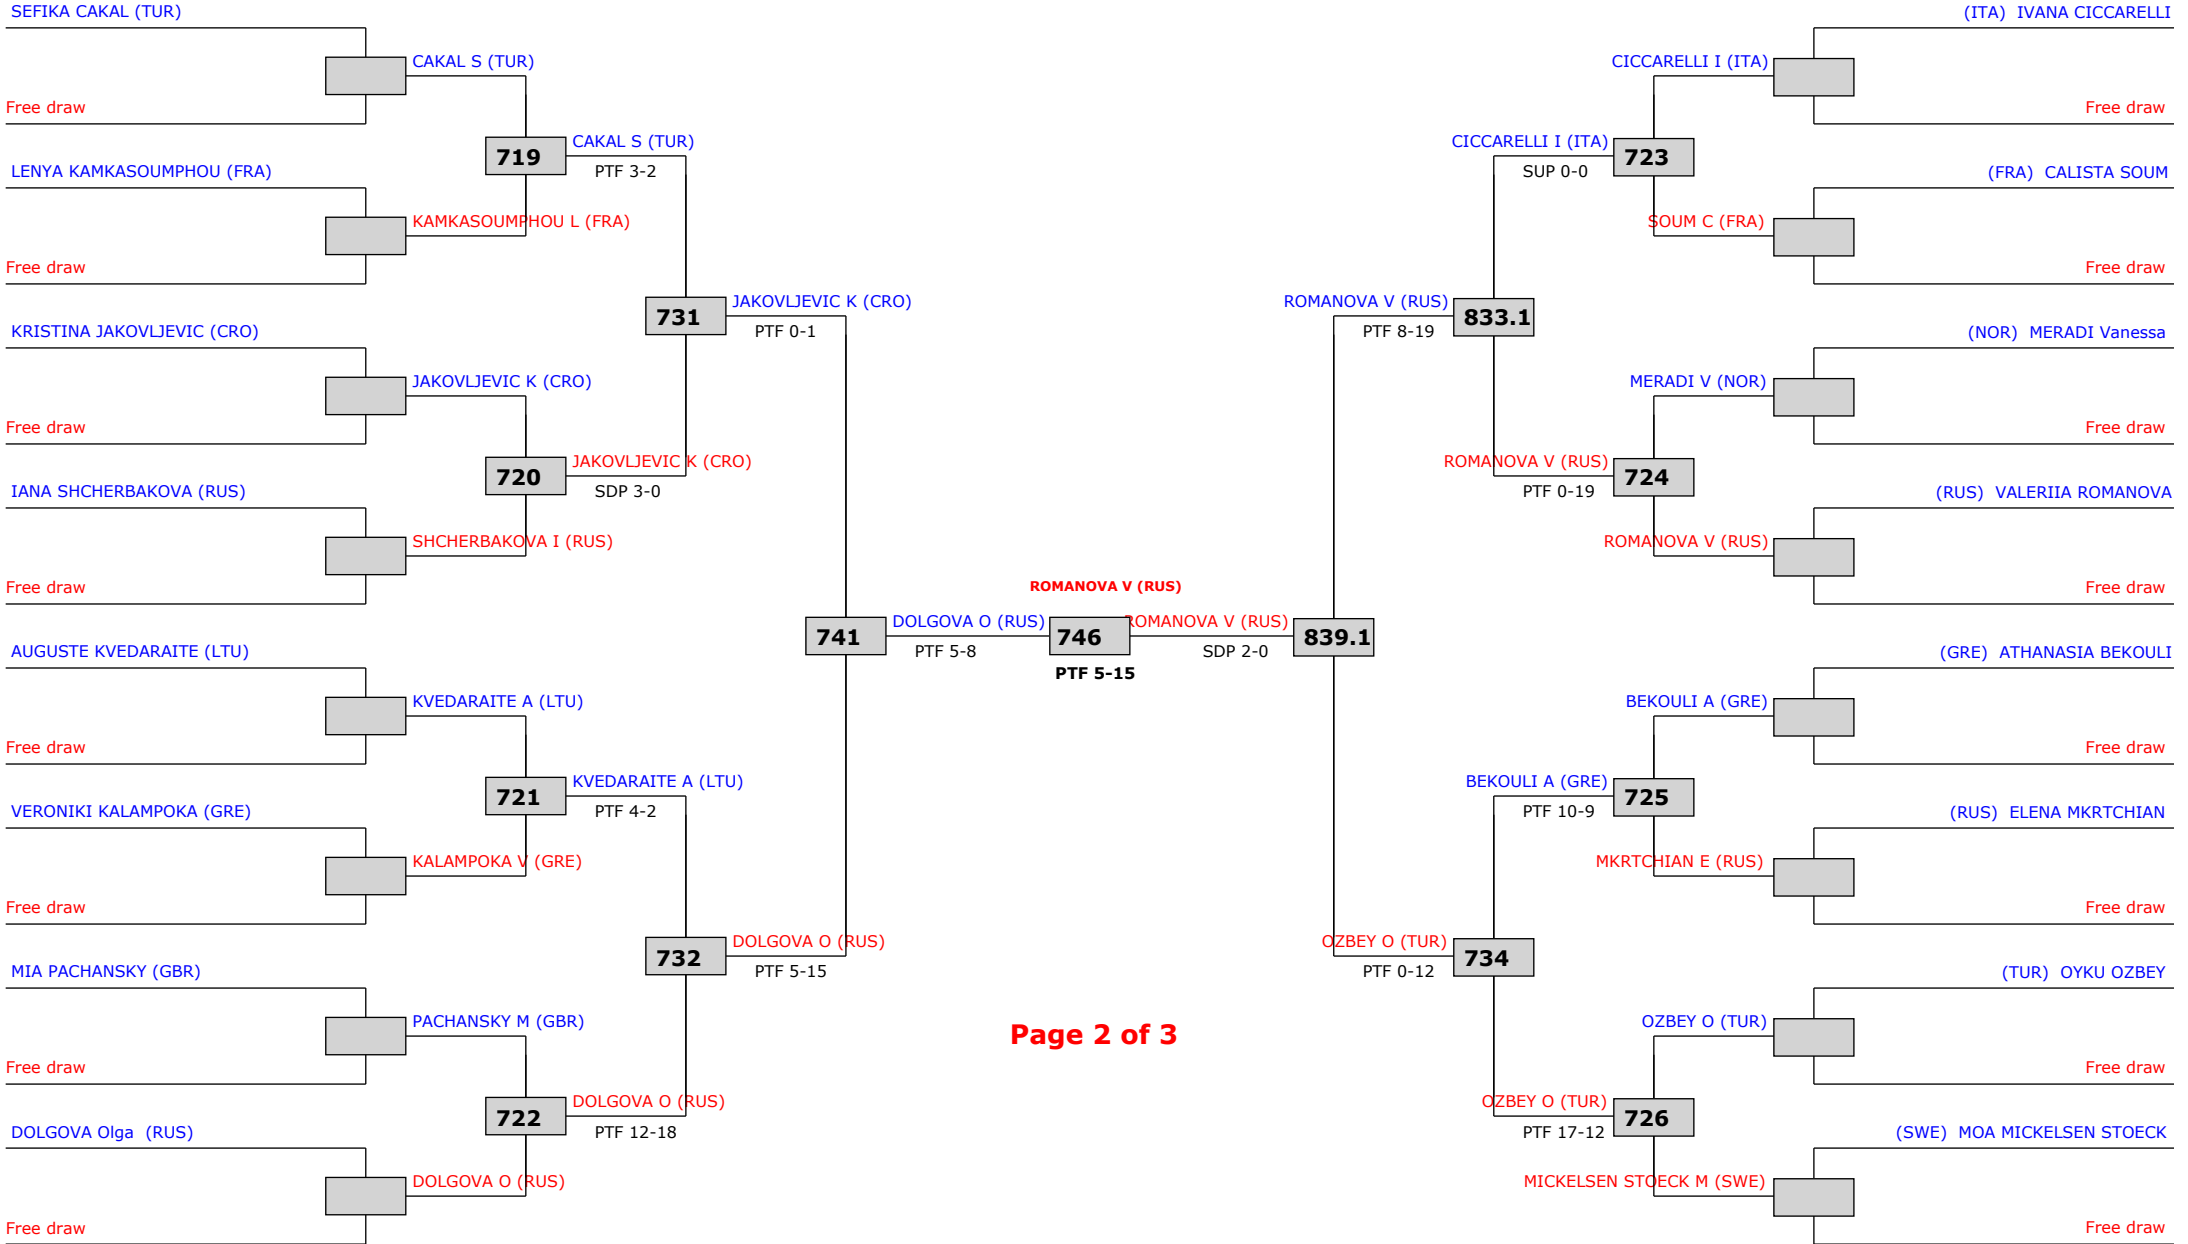 SEFIKA CAKAL (TUR)
CAKAL S (TUR)
Free draw
719
CAKAL S (TUR)
PTF 3-2
LENYA KAMKASOUMPHOU (FRA)
KAMKASOUMPHOU L (FRA)
Free draw
731
JAKOVLJEVIC K (CRO)
PTF 0-1
KRISTINA JAKOVLJEVIC (CRO)
JAKOVLJEVIC K (CRO)
Free draw
720
JAKOVLJEVIC K (CRO)
SDP 3-0
IANA SHCHERBAKOVA (RUS)
SHCHERBAKOVA I (RUS)
Free draw
741
DOLGOVA O (RUS)
PTF 5-8
AUGUSTE KVEDARAITE (LTU)
KVEDARAITE A (LTU)
Free draw
721
KVEDARAITE A (LTU)
PTF 4-2
VERONIKI KALAMPOKA (GRE)
KALAMPOKA V (GRE)
Free draw
732
DOLGOVA O (RUS)
PTF 5-15
MIA PACHANSKY (GBR)
PACHANSKY M (GBR)
Free draw
722
DOLGOVA O (RUS)
PTF 12-18
DOLGOVA Olga (RUS)
DOLGOVA O (RUS)
Free draw
ROMANOVA V (RUS)
746
PTF 5-15
Page 2 of 3
(ITA) IVANA CICCARELLI
CICCARELLI I (ITA)
Free draw
CICCARELLI I (ITA)
723
SUP 0-0
(FRA) CALISTA SOUM
SOUM C (FRA)
Free draw
ROMANOVA V (RUS)
833.1
PTF 8-19
(NOR) MERADI Vanessa
MERADI V (NOR)
Free draw
ROMANOVA V (RUS)
724
PTF 0-19
(RUS) VALERIIA ROMANOVA
ROMANOVA V (RUS)
Free draw
ROMANOVA V (RUS)
839.1
SDP 2-0
(GRE) ATHANASIA BEKOULI
BEKOULI A (GRE)
Free draw
BEKOULI A (GRE)
725
PTF 10-9
(RUS) ELENA MKRTCHIAN
MKRTCHIAN E (RUS)
Free draw
OZBEY O (TUR)
734
PTF 0-12
(TUR) OYKU OZBEY
OZBEY O (TUR)
Free draw
OZBEY O (TUR)
726
PTF 17-12
(SWE) MOA MICKELSEN STOECK
MICKELSEN STOECK M (SWE)
Free draw